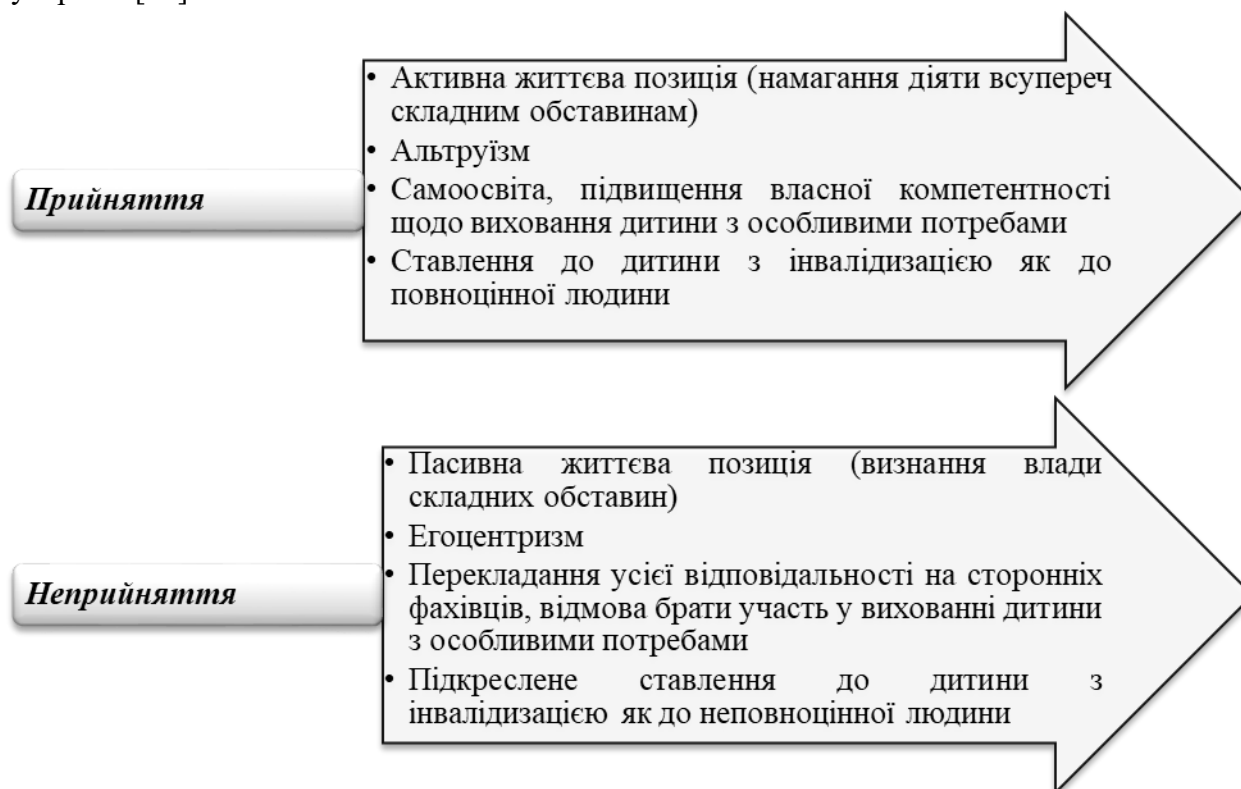 Прийняття
• Активна життєва позиція (намагання діяти всупереч
складним обставинам)
• Альтруїзм
• Самоосвіта, підвищення власної компетентності
щодо виховання дитини з особливими потребами
• Ставлення до дитини з інвалідизацією як до
повноцінної людини
Неприйняття
• Пасивна життєва позиція (визнання влади
складних обставин)
• Егоцентризм
• Перекладання усієї відповідальності на сторонніх
фахівців, відмова брати участь у вихованні дитини
з особливими потребами
• Підкреслене ставлення до дитини з
інвалідизацією як до неповноцінної людини